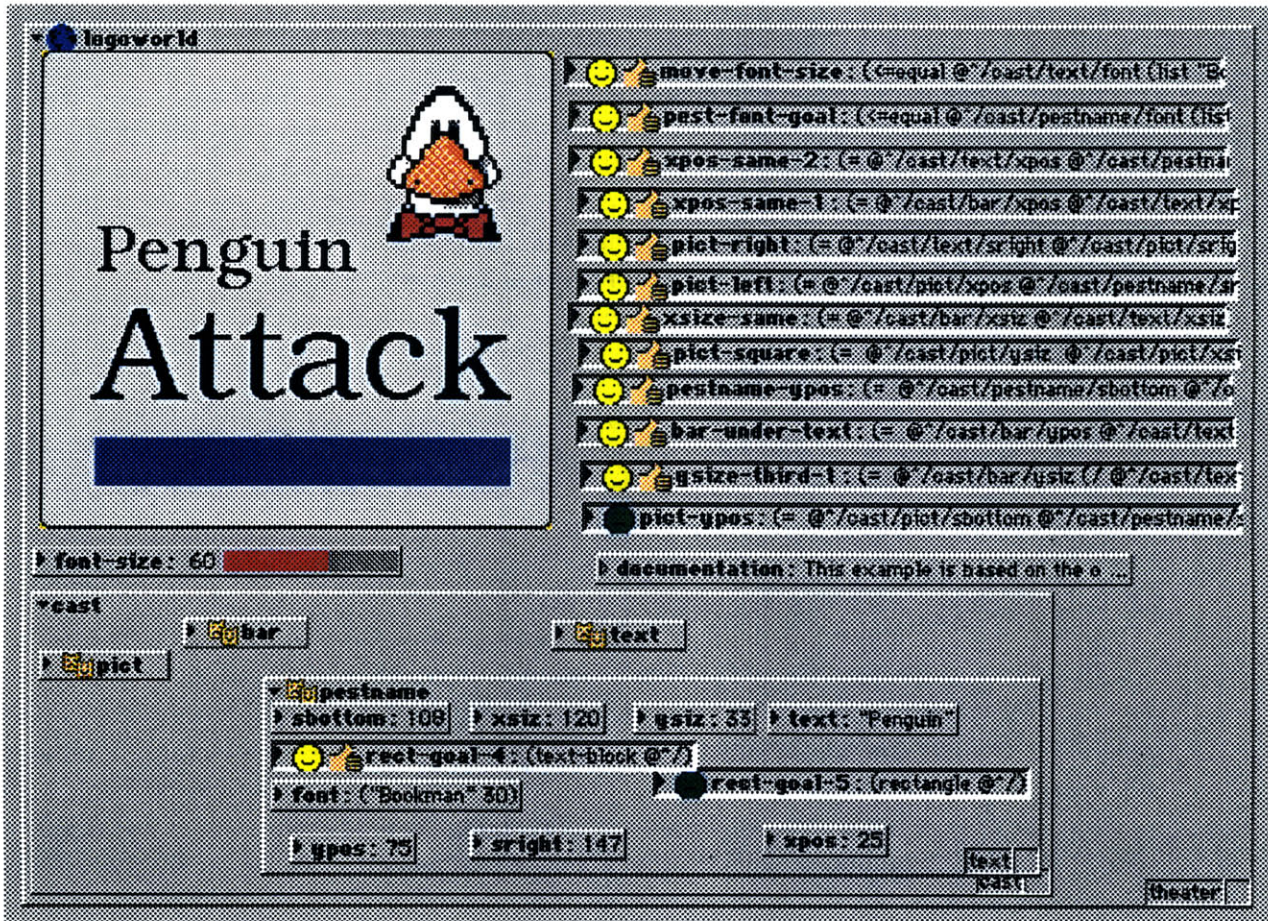 logoworld
Penguin
Attack
move-font-size: (<=equal @^/cast/text/font (list "Bo
pest-font-goal: (<=equal @^/cast/pestname/font (list
xpos-same-2: (= @^/cast/text/xpos @^/cast/pestna
xpos-same-1: (= @^/cast/bar/xpos @^/cast/text/xp
pict-right: (= @^/cast/text/sright @^/cast/pict/srig
pict-left: (= @^/cast/pict/xpos @^/cast/pestname/sr
xsize-same: (= @^/cast/bar/xsiz @^/cast/text/xsiz
pict-square: (= @^/cast/pict/ysiz @^/cast/pict/xsi
pestname-ypos: (= @^/cast/pestname/sbottom @^/c
bar-under-text: (= @^/cast/bar/ypos @^/cast/text
ysize-third-1: (= @^/cast/bar/ysiz (/ @^/cast/tex
pict-ypos: (= @^/cast/pict/sbottom @^/cast/pestname/s
font-size: 60
documentation: This example is based on the o ...
cast
bar
text
pict
pestname
sbottom: 108
xsiz: 120
ysiz: 33
text: "Penguin"
rect-goal-4: (text-block @^/)
rect-goal-5: (rectangle @^/)
font: ("Bookman" 30)
ypos: 75
sright: 147
xpos: 25
text
cast
theater